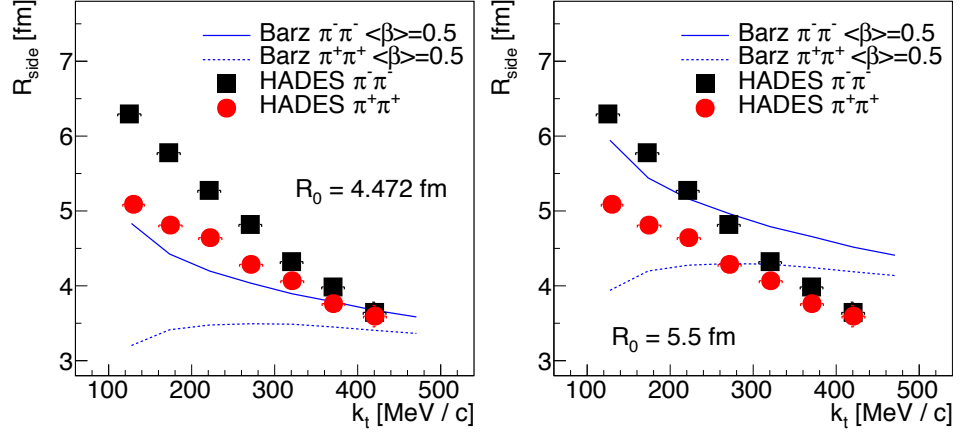 R_side [fm]
Barz π⁻π⁻ <β>=0.5
Barz π⁺π⁺ <β>=0.5
HADES π⁻π⁻
HADES π⁺π⁺
R₀ = 4.472 fm
7
6
5
4
3
100 200 300 400 500
k_t [MeV / c]
R_side [fm]
Barz π⁻π⁻ <β>=0.5
Barz π⁺π⁺ <β>=0.5
HADES π⁻π⁻
HADES π⁺π⁺
R₀ = 5.5 fm
7
6
5
4
3
100 200 300 400 500
k_t [MeV / c]